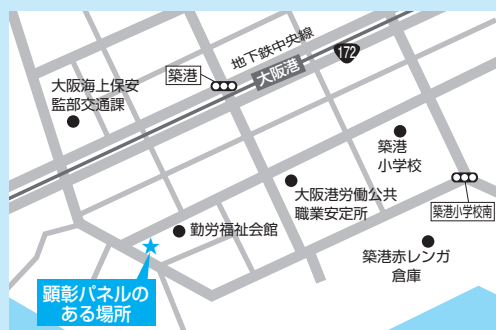 地下鉄中央線
172
大阪港
築港
大阪海上保安
監部交通課
築港
小学校
大阪港労働公共
職業安定所
築港小学校南
勤労福祉会館
築港赤レンガ
倉庫
顕彰パネルの
ある場所